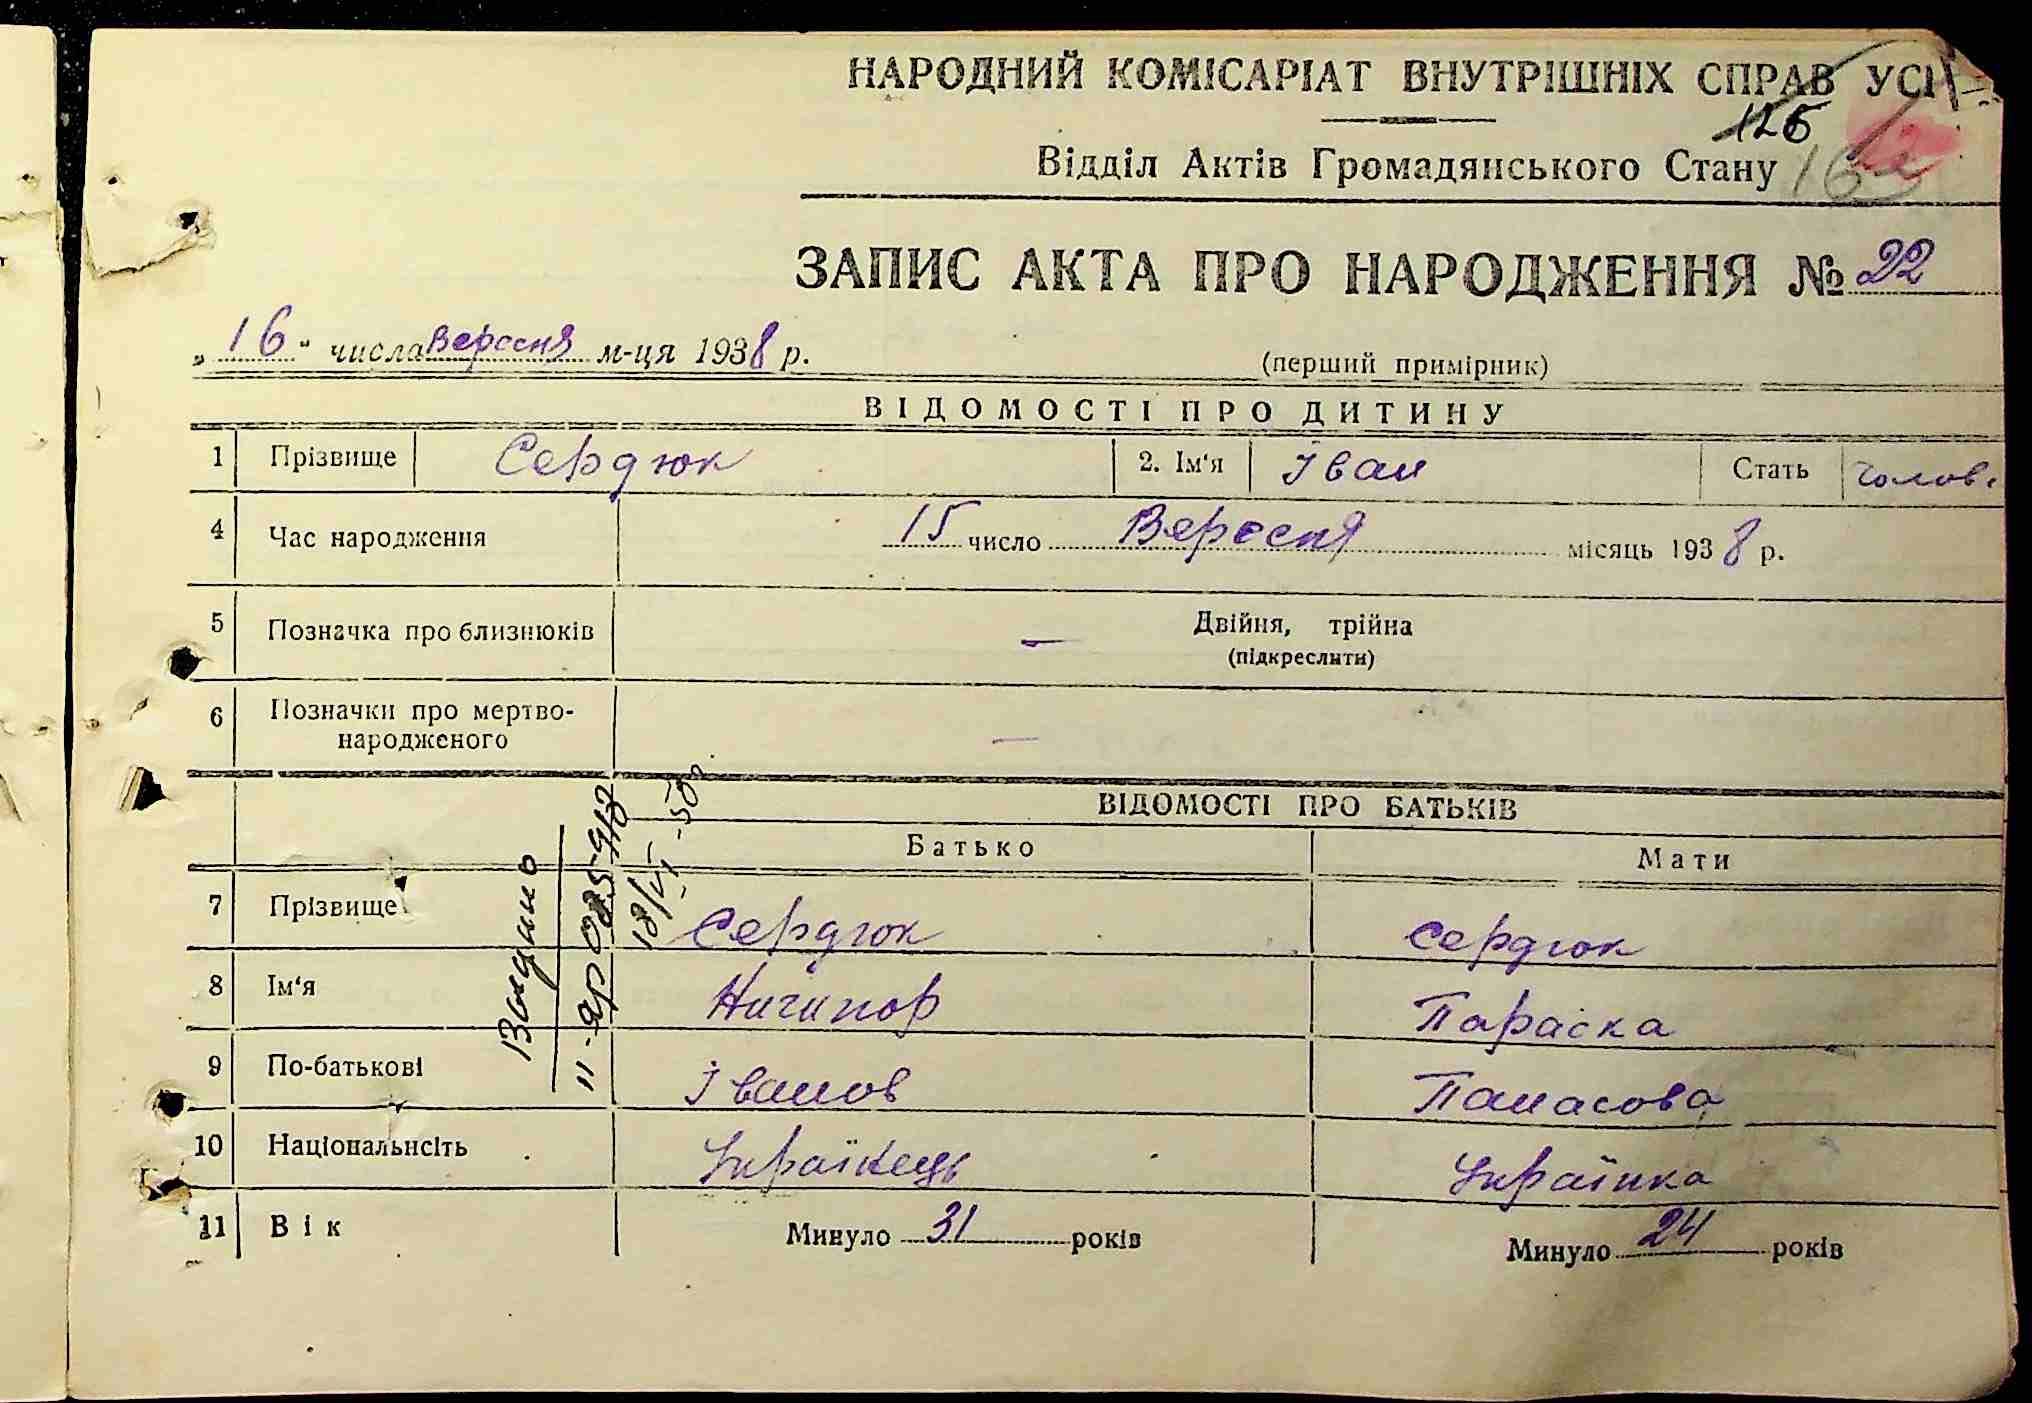 НАРОДНИЙ КОМІСАРІАТ ВНУТРІШНІХ СПРАВ УСР
126
Відділ Актів Громадянського Стану
ЗАПИС АКТА ПРО НАРОДЖЕННЯ № 22
„16" числа Вересня м-ця 1938 р.
(перший примірник)
ВІДОМОСТІ ПРО ДИТИНУ
1 Прізвище Сердюк 2. Ім'я Іван Стать Чолов.
4 Час народження 15 число Вересня місяць 1938 р.
5 Позначка про близнюків — Двійня, трійна
(підкреслити)
6 Позначки про мертво-
народженого —
ВІДОМОСТІ ПРО БАТЬКІВ
Батько Мати
7 Прізвище Сердюк Сердюк
8 Ім'я Ничипор Параска
9 По-батькові Іванов Панасова
10 Національнсіть Українець Українка
11 Вік Минуло 31 років Минуло 24 років
Видано